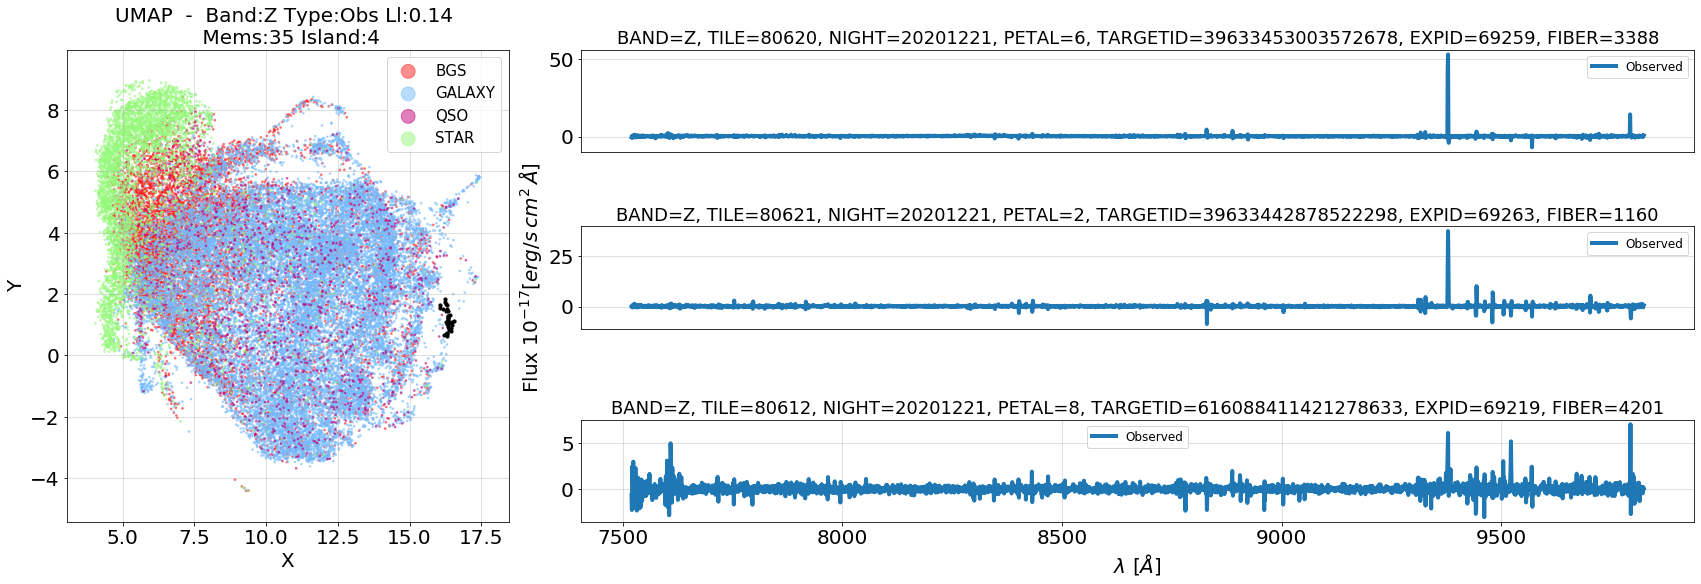 UMAP - Band:Z Type:Obs Ll:0.14
Mems:35 Island:4
BGS
GALAXY
QSO
STAR
8
6
4
2
0
−2
−4
Y
5.0 7.5 10.0 12.5 15.0 17.5
X
BAND=Z, TILE=80620, NIGHT=20201221, PETAL=6, TARGETID=39633453003572678, EXPID=69259, FIBER=3388
50
0
Observed
BAND=Z, TILE=80621, NIGHT=20201221, PETAL=2, TARGETID=39633442878522298, EXPID=69263, FIBER=1160
25
0
Observed
Flux 10⁻¹⁷[erg/s cm² Å]
BAND=Z, TILE=80612, NIGHT=20201221, PETAL=8, TARGETID=616088411421278633, EXPID=69219, FIBER=4201
5
0
Observed
7500 8000 8500 9000 9500
λ [Å]